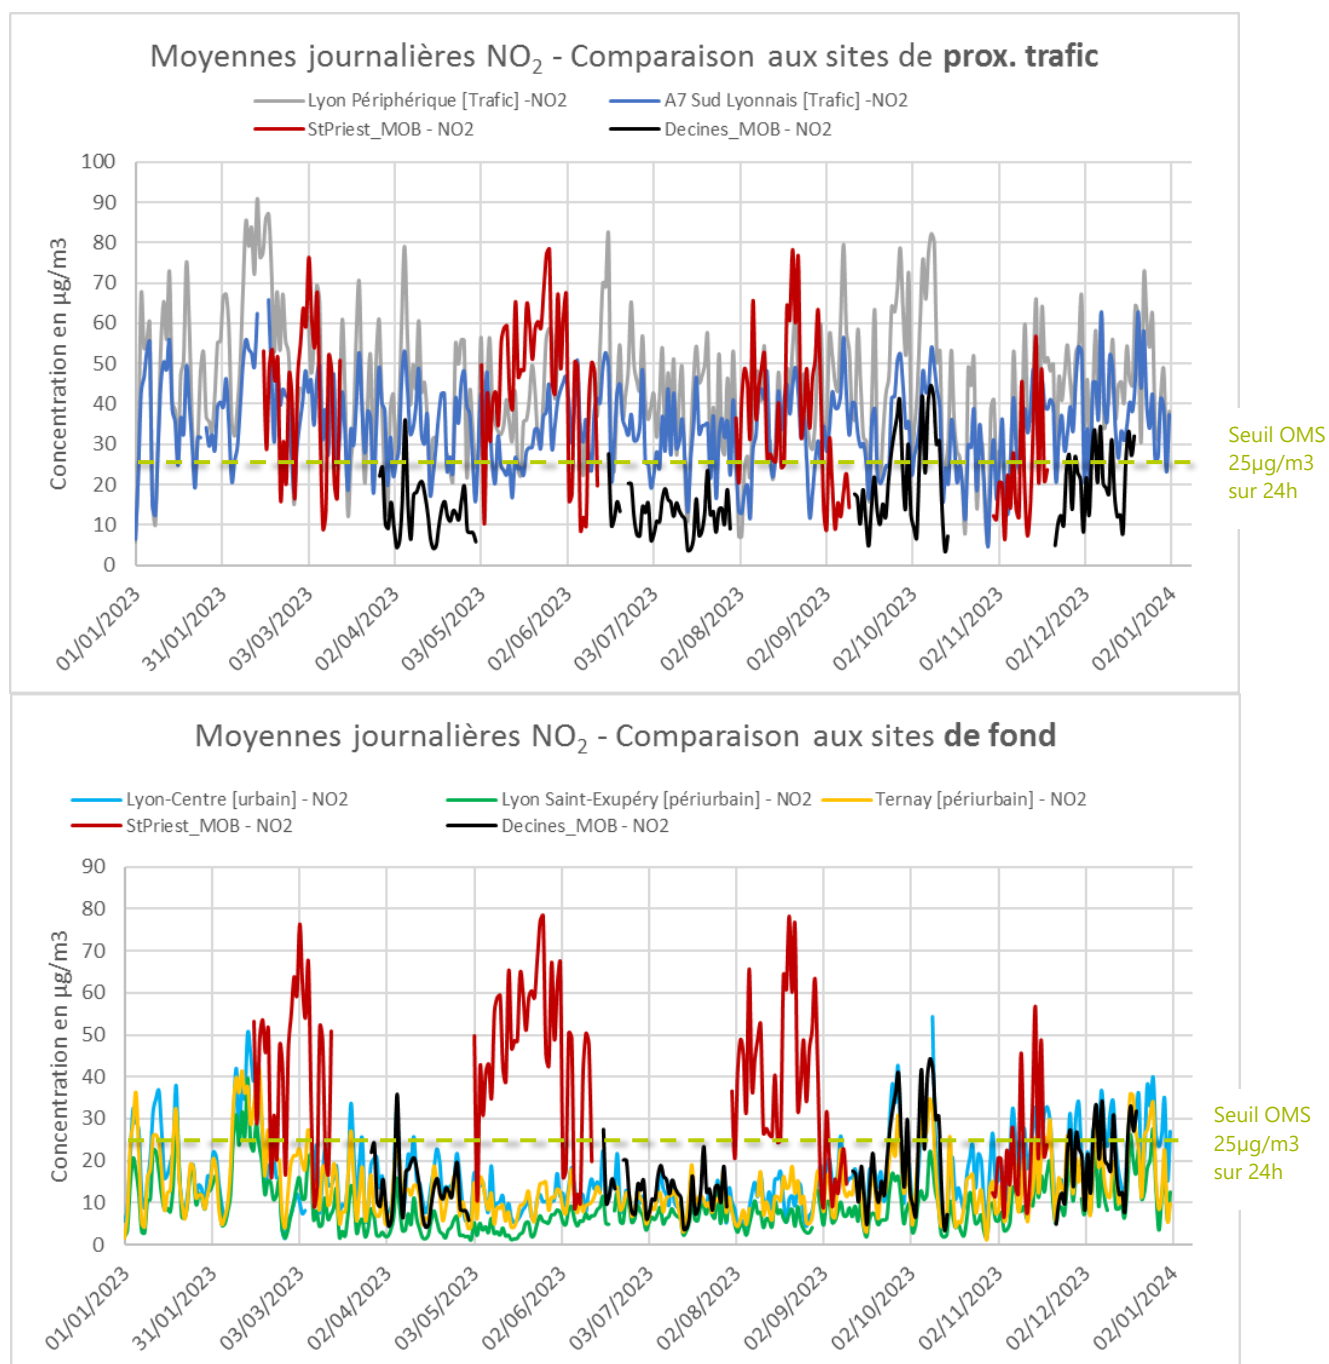 Moyennes journalières NO₂ - Comparaison aux sites de prox. trafic
Lyon Périphérique [Trafic] -NO2
A7 Sud Lyonnais [Trafic] -NO2
StPriest_MOB - NO2
Decines_MOB - NO2
Concentration en µg/m3
100
90
80
70
60
50
40
30
20
10
0
01/01/2023
31/01/2023
03/03/2023
02/04/2023
03/05/2023
02/06/2023
03/07/2023
02/08/2023
02/09/2023
02/10/2023
02/11/2023
02/12/2023
02/01/2024
Seuil OMS
25µg/m3
sur 24h
Moyennes journalières NO₂ - Comparaison aux sites de fond
Lyon-Centre [urbain] - NO2
Lyon Saint-Exupéry [périurbain] - NO2
Ternay [périurbain] - NO2
StPriest_MOB - NO2
Decines_MOB - NO2
Concentration en µg/m3
90
80
70
60
50
40
30
20
10
0
01/01/2023
31/01/2023
03/03/2023
02/04/2023
03/05/2023
02/06/2023
03/07/2023
02/08/2023
02/09/2023
02/10/2023
02/11/2023
02/12/2023
02/01/2024
Seuil OMS
25µg/m3
sur 24h